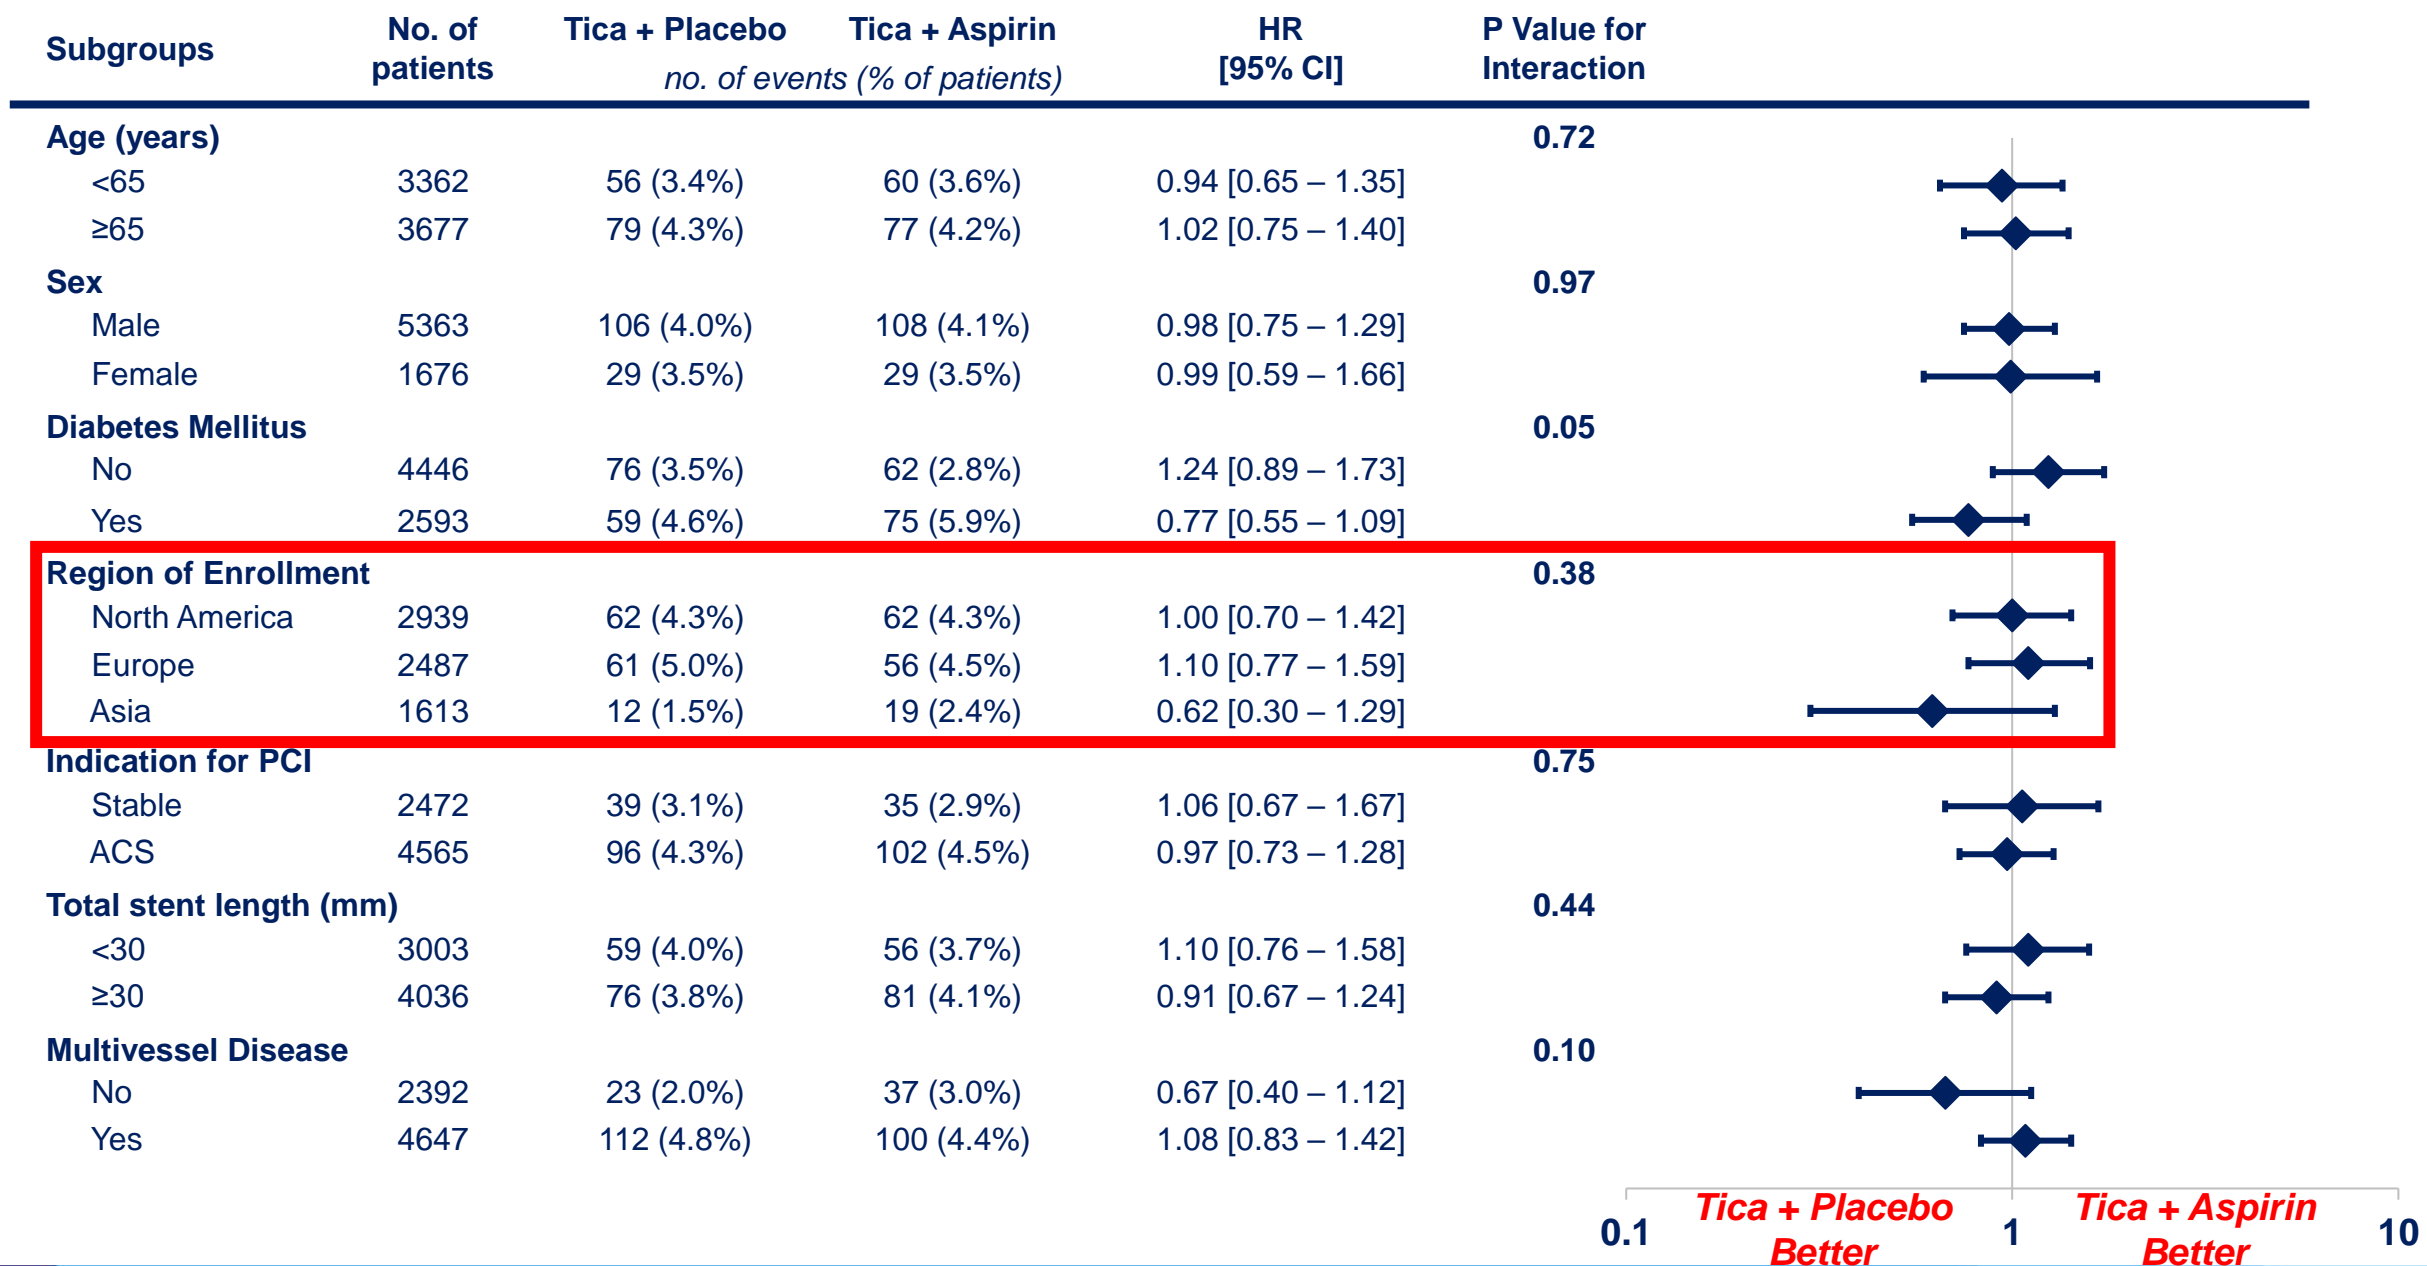 Subgroups No. of patients Tica + Placebo Tica + Aspirin HR [95% CI] P Value for Interaction
no. of events (% of patients)
Age (years) 0.72
<65 3362 56 (3.4%) 60 (3.6%) 0.94 [0.65 – 1.35]
≥65 3677 79 (4.3%) 77 (4.2%) 1.02 [0.75 – 1.40]
Sex 0.97
Male 5363 106 (4.0%) 108 (4.1%) 0.98 [0.75 – 1.29]
Female 1676 29 (3.5%) 29 (3.5%) 0.99 [0.59 – 1.66]
Diabetes Mellitus 0.05
No 4446 76 (3.5%) 62 (2.8%) 1.24 [0.89 – 1.73]
Yes 2593 59 (4.6%) 75 (5.9%) 0.77 [0.55 – 1.09]
Region of Enrollment 0.38
North America 2939 62 (4.3%) 62 (4.3%) 1.00 [0.70 – 1.42]
Europe 2487 61 (5.0%) 56 (4.5%) 1.10 [0.77 – 1.59]
Asia 1613 12 (1.5%) 19 (2.4%) 0.62 [0.30 – 1.29]
Indication for PCI 0.75
Stable 2472 39 (3.1%) 35 (2.9%) 1.06 [0.67 – 1.67]
ACS 4565 96 (4.3%) 102 (4.5%) 0.97 [0.73 – 1.28]
Total stent length (mm) 0.44
<30 3003 59 (4.0%) 56 (3.7%) 1.10 [0.76 – 1.58]
≥30 4036 76 (3.8%) 81 (4.1%) 0.91 [0.67 – 1.24]
Multivessel Disease 0.10
No 2392 23 (2.0%) 37 (3.0%) 0.67 [0.40 – 1.12]
Yes 4647 112 (4.8%) 100 (4.4%) 1.08 [0.83 – 1.42]
Tica + Placebo Tica + Aspirin
0.1 1 10
Better Better